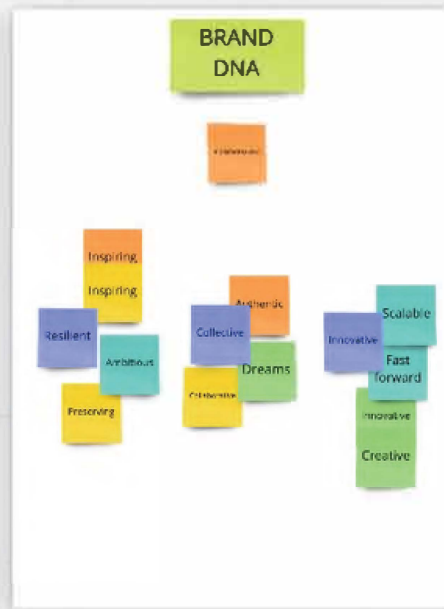 BRAND
DNA
Inspiring
Inspiring
Resilient
Ambitious
Preserving
Authentic
Collective
Dreams
Collaborative
Scalable
Innovative
Fast
forward
Innovative
Creative